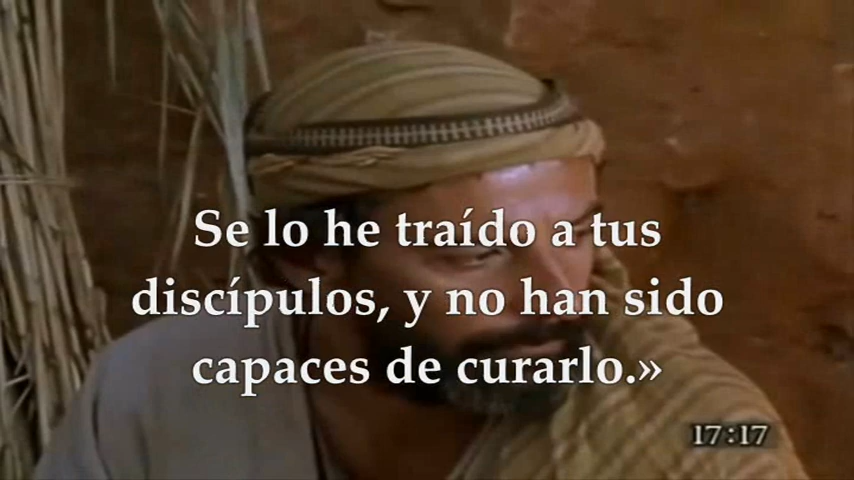 Se lo he traído a tus
discípulos, y no han sido
capaces de curarlo.»
17:17